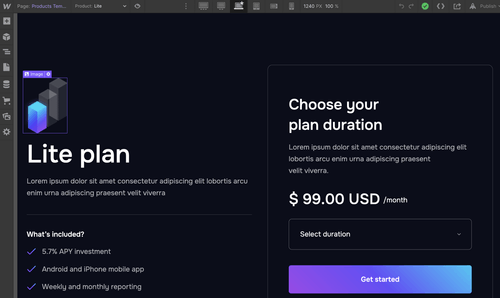 Page: Products Tem... Product: Lite 1240 PX 100 % Publish
Image
Lite plan
Lorem ipsum dolor sit amet consectetur adipiscing elit lobortis arcu
enim urna adipiscing praesent velit viverra
What's included?
5.7% APY investment
Android and iPhone mobile app
Weekly and monthly reporting
Choose your
plan duration
Lorem ipsum dolor sit amet consectetur adipiscing elit
lobortis arcu enim urna adipiscing praesent
velit viverra.
$ 99.00 USD /month
Select duration
Get started